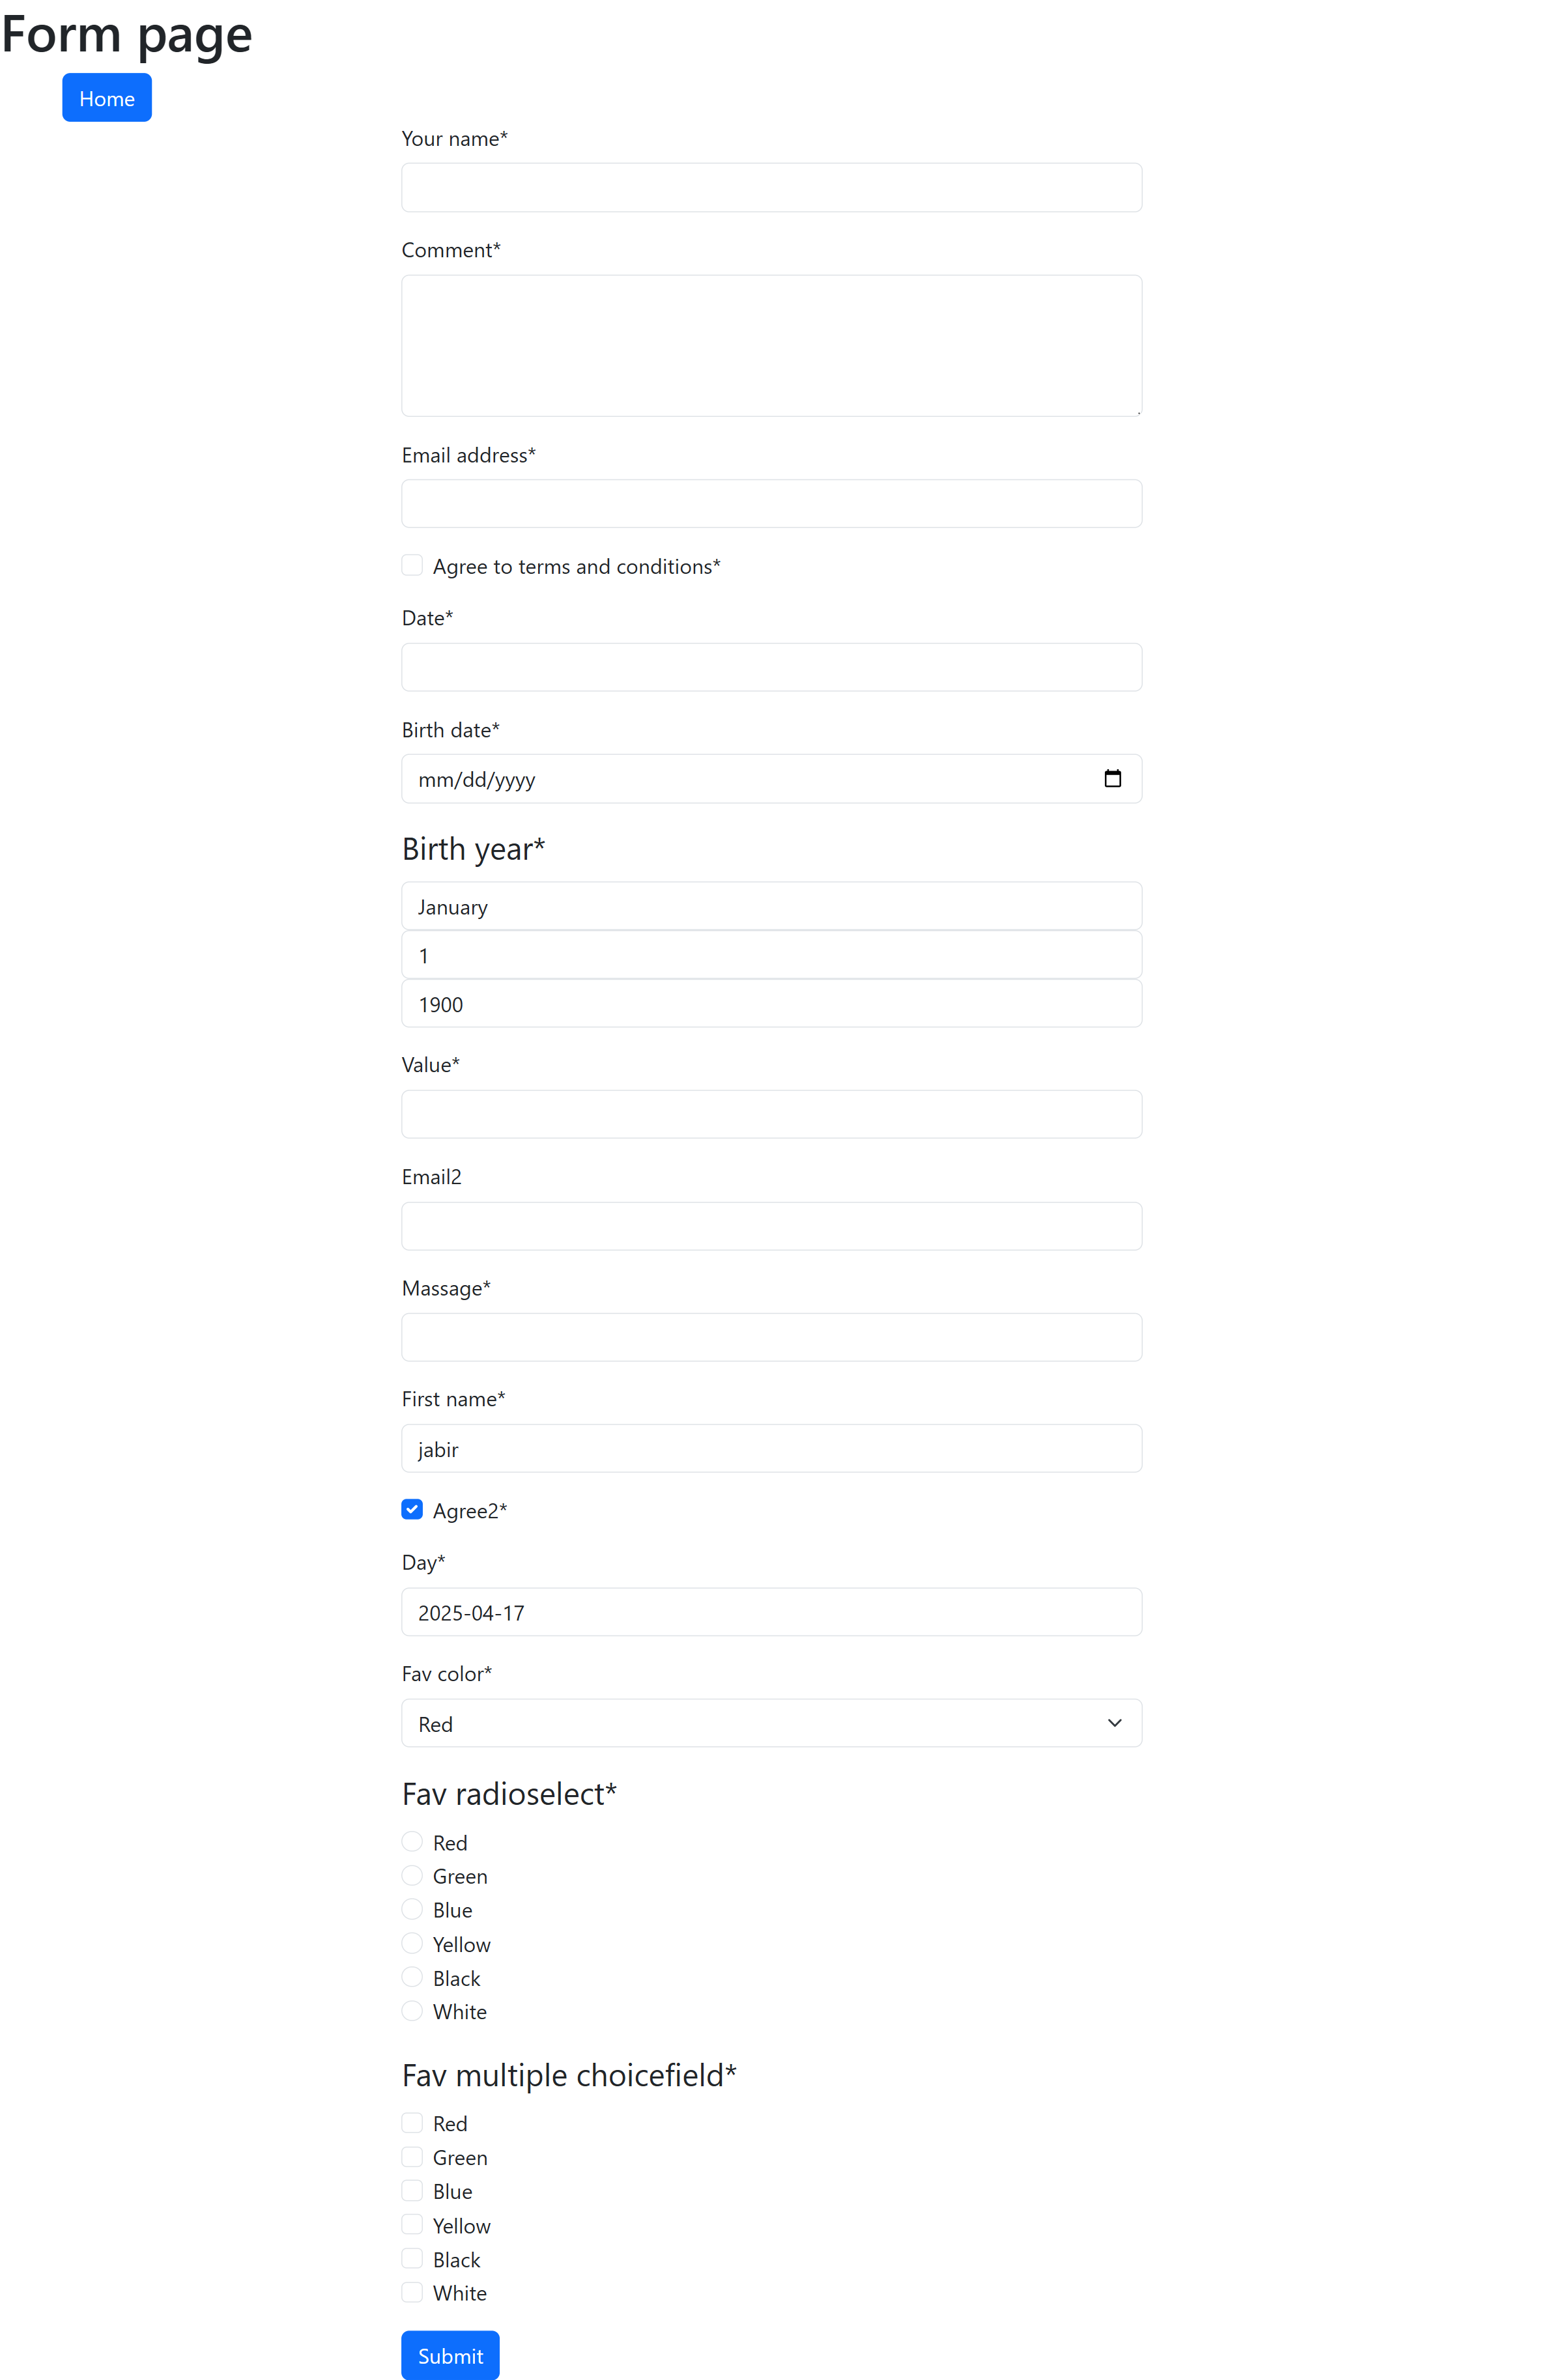 Form page
Home
Your name*
Comment*
Email address*
Agree to terms and conditions*
Date*
Birth date*
mm/dd/yyyy
Birth year*
January
1
1900
Value*
Email2
Massage*
First name*
jabir
Agree2*
Day*
2025-04-17
Fav color*
Red
Fav radioselect*
Red
Green
Blue
Yellow
Black
White
Fav multiple choicefield*
Red
Green
Blue
Yellow
Black
White
Submit